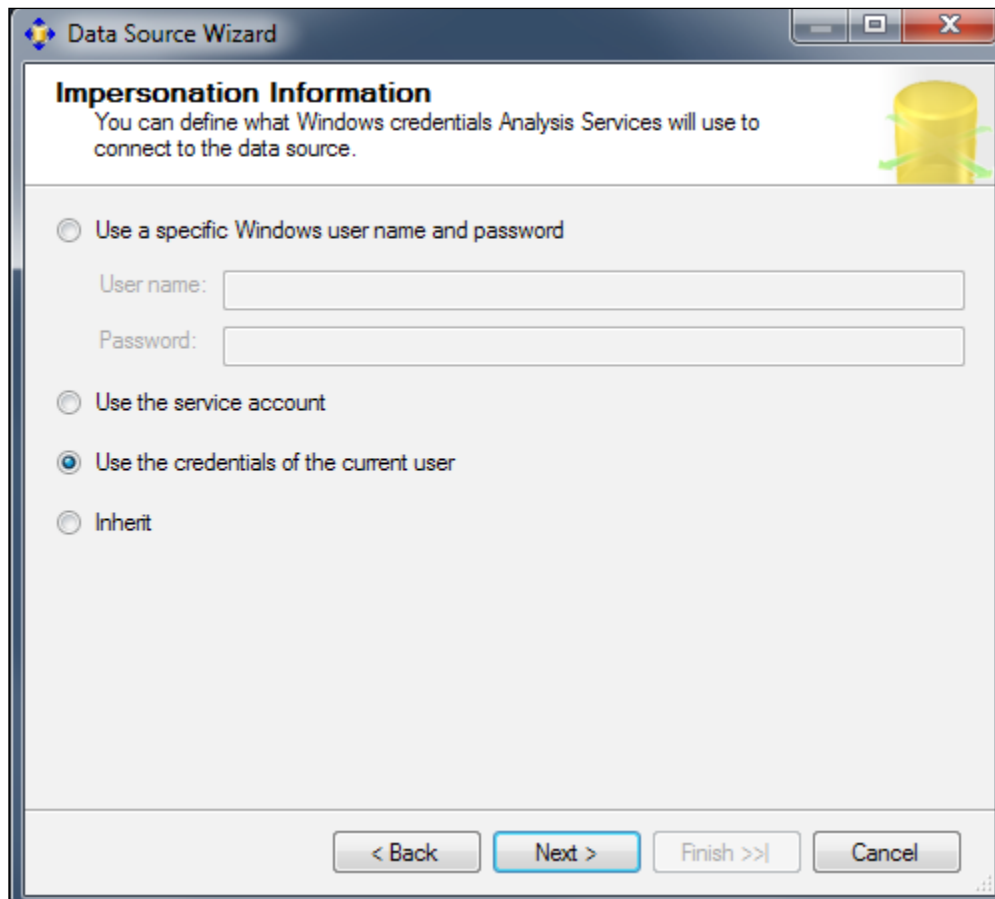 Data Source Wizard
Impersonation Information
You can define what Windows credentials Analysis Services will use to
connect to the data source.
Use a specific Windows user name and password
User name:
Password:
Use the service account
Use the credentials of the current user
Inherit
< Back Next > Finish >>| Cancel